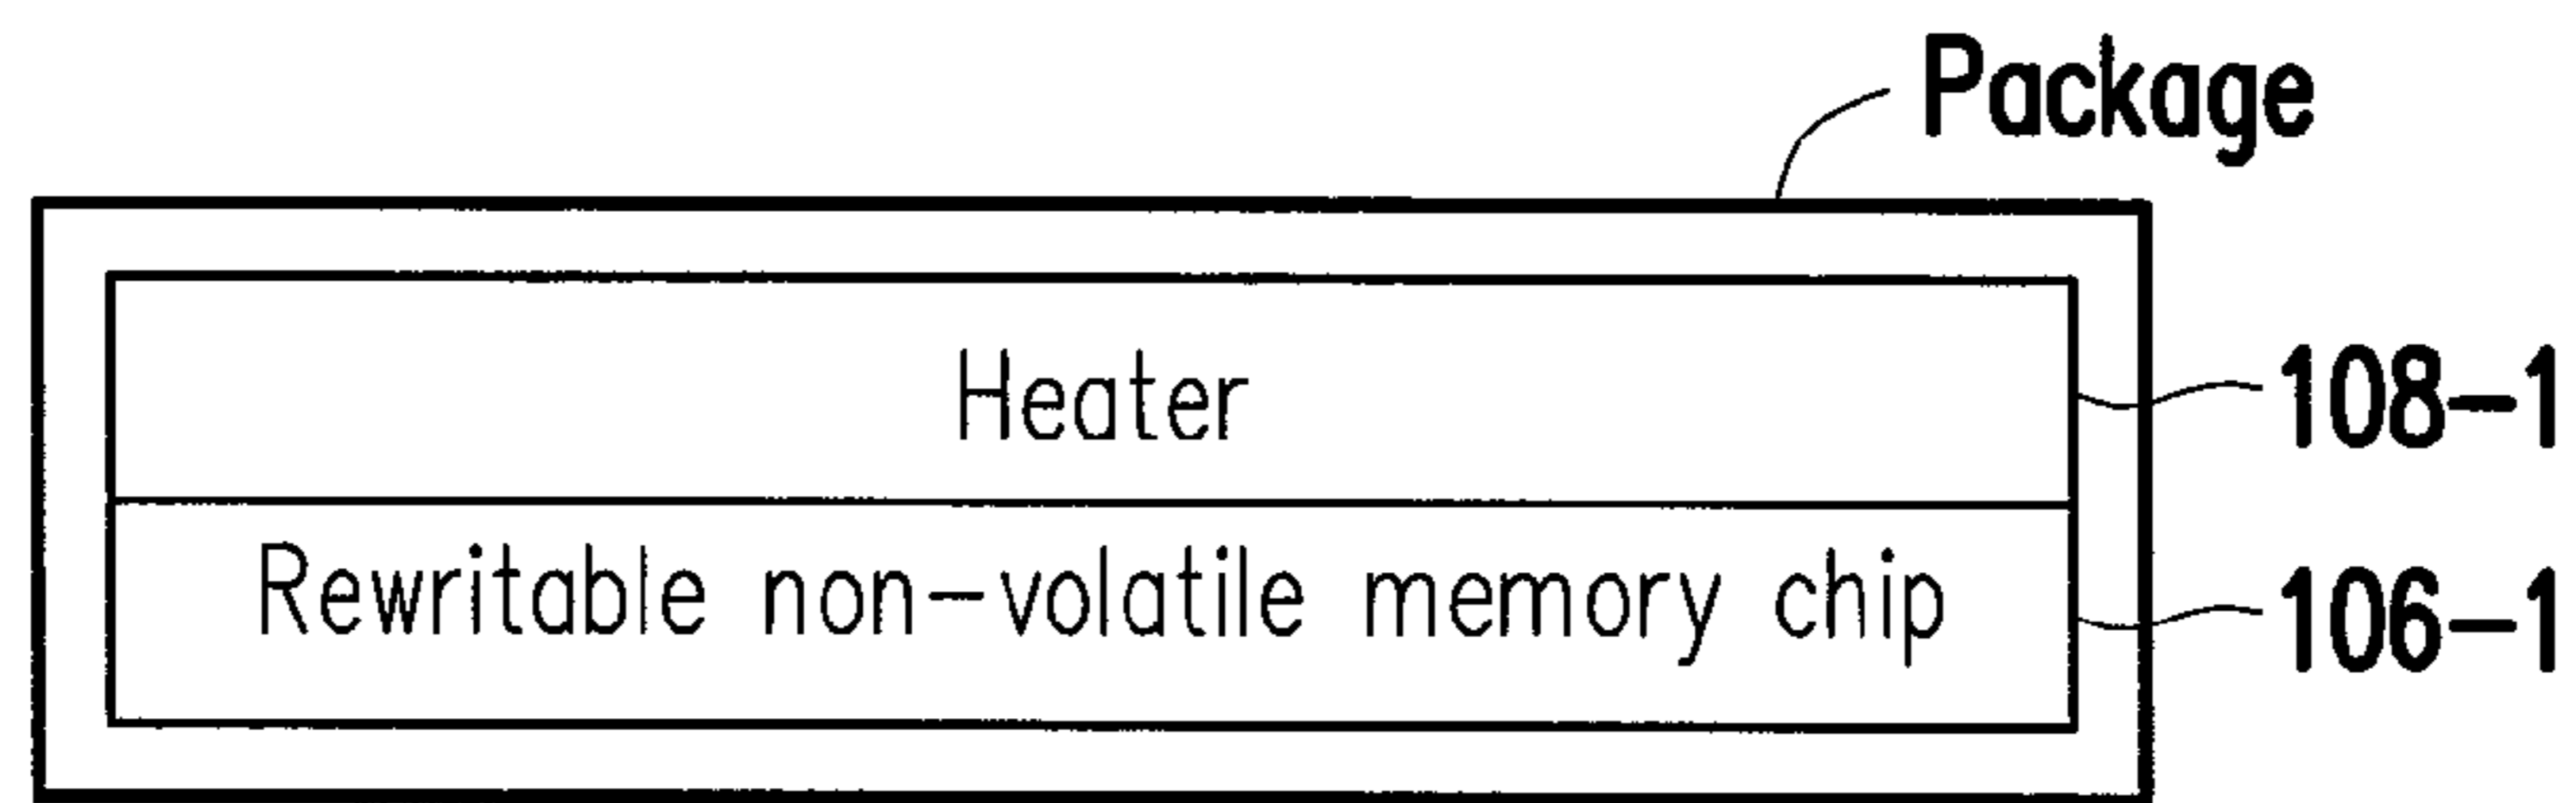 Package
Heater
108-1
Rewritable non-volatile memory chip
106-1